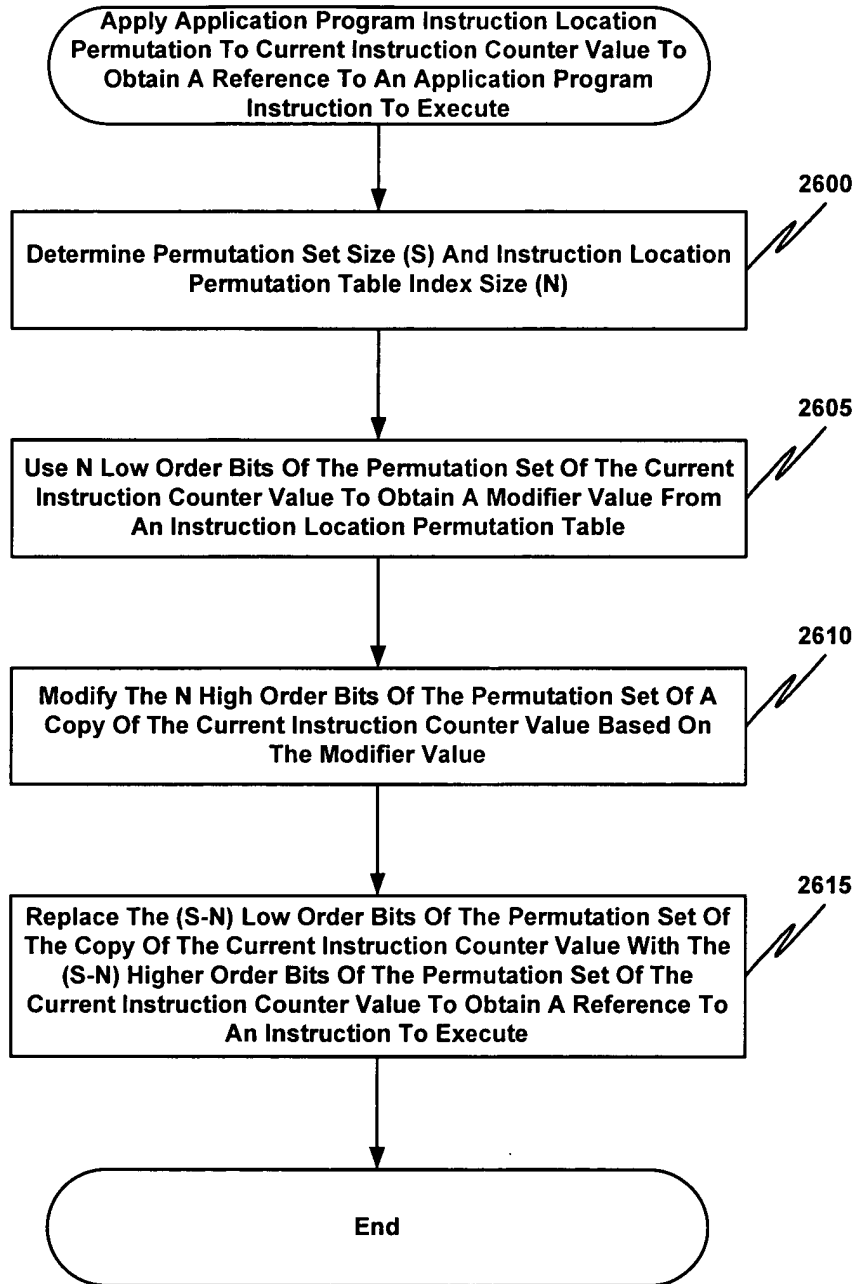 Apply Application Program Instruction Location
Permutation To Current Instruction Counter Value To
Obtain A Reference To An Application Program
Instruction To Execute
2600
Determine Permutation Set Size (S) And Instruction Location
Permutation Table Index Size (N)
2605
Use N Low Order Bits Of The Permutation Set Of The Current
Instruction Counter Value To Obtain A Modifier Value From
An Instruction Location Permutation Table
2610
Modify The N High Order Bits Of The Permutation Set Of A
Copy Of The Current Instruction Counter Value Based On
The Modifier Value
2615
Replace The (S-N) Low Order Bits Of The Permutation Set Of
The Copy Of The Current Instruction Counter Value With The
(S-N) Higher Order Bits Of The Permutation Set Of The
Current Instruction Counter Value To Obtain A Reference To
An Instruction To Execute
End